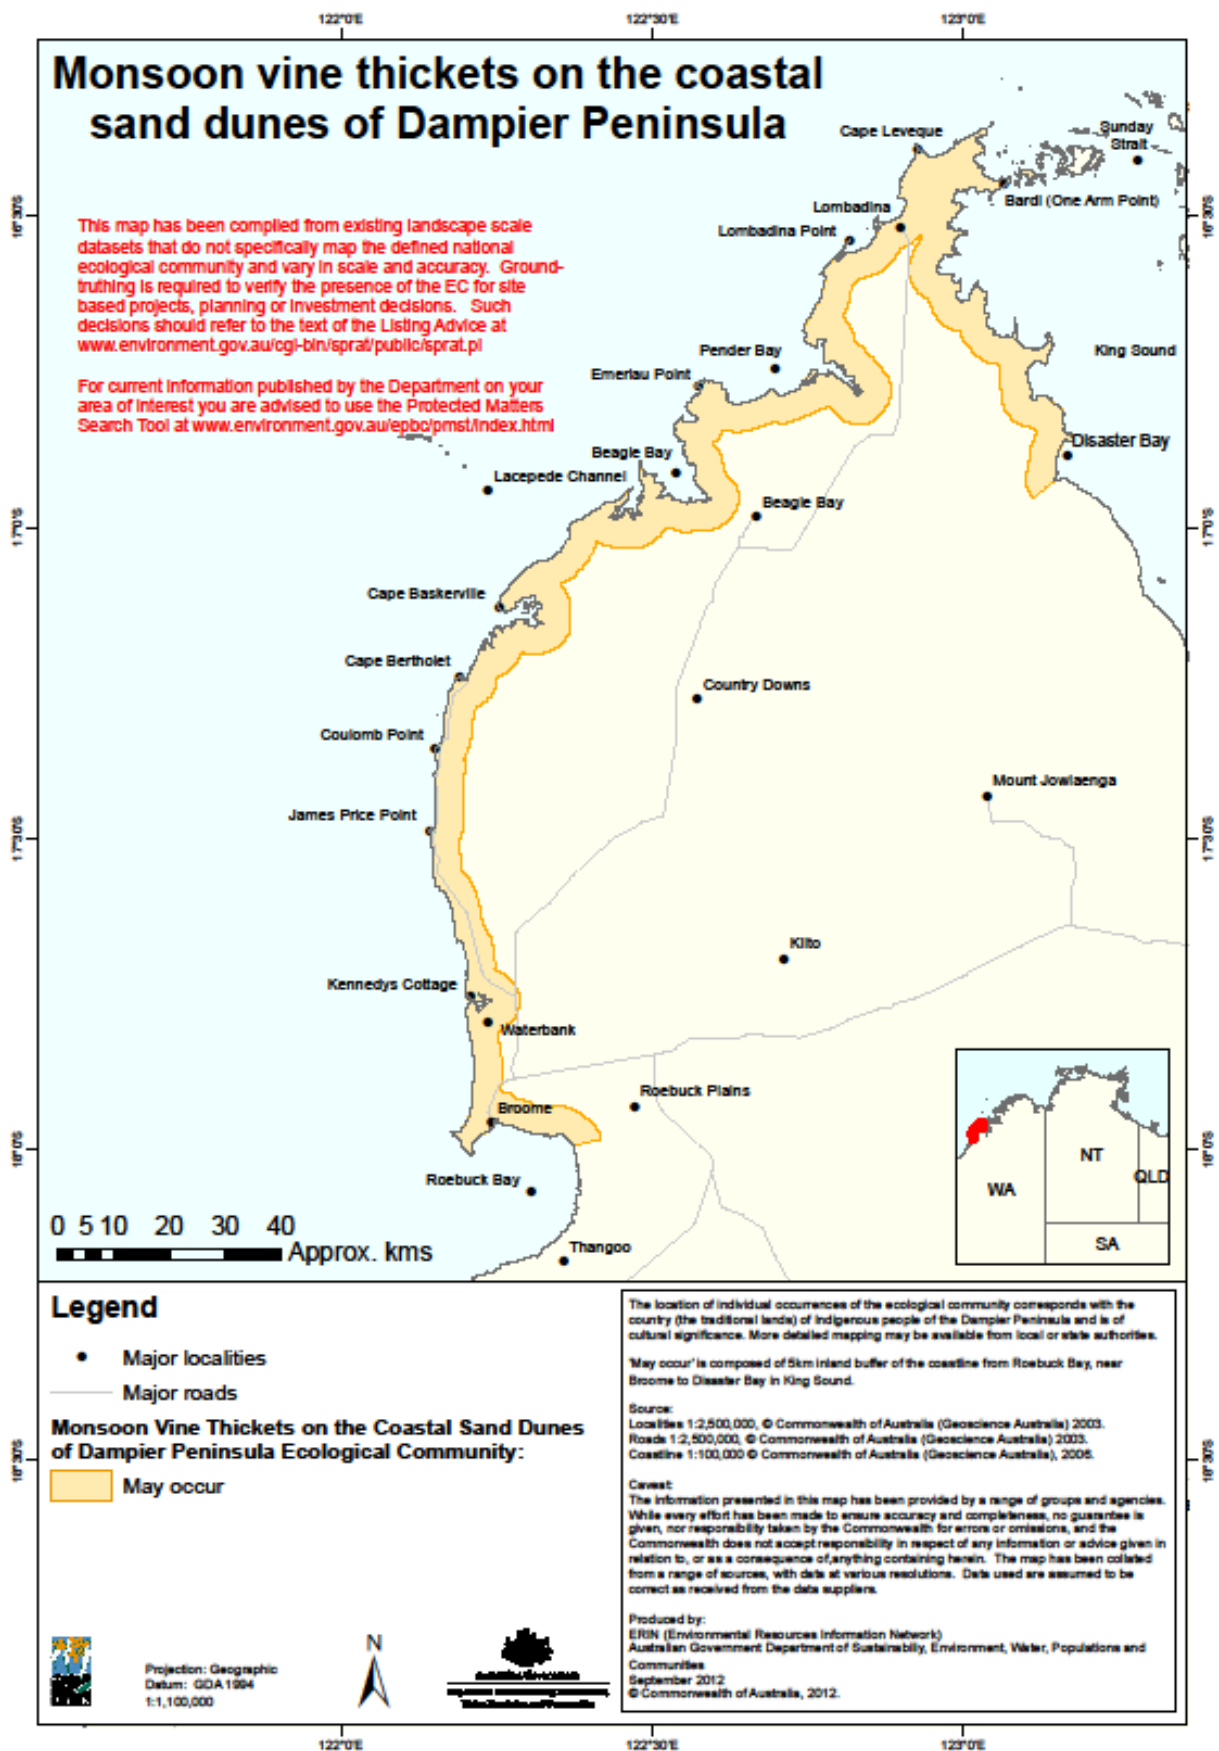 122°0'E
122°30'E
123°0'E
Monsoon vine thickets on the coastal
sand dunes of Dampier Peninsula
This map has been compiled from existing landscape scale
datasets that do not specifically map the defined national
ecological community and vary in scale and accuracy. Ground-
truthing is required to verify the presence of the EC for site
based projects, planning or investment decisions. Such
decisions should refer to the text of the Listing Advice at
www.environment.gov.au/cgi-bin/sprat/public/sprat.pl
For current information published by the Department on your
area of interest you are advised to use the Protected Matters
Search Tool at www.environment.gov.au/epbc/pmst/index.html
Cape Leveque
Sunday
Strait
Bardi (One Arm Point)
Lombadina
Lombadina Point
Pender Bay
King Sound
Emeriau Point
Disaster Bay
Beagle Bay
Lacepede Channel
Beagle Bay
Cape Baskerville
Cape Bertholet
Country Downs
Coulomb Point
Mount Jowlaenga
James Price Point
Kilto
Kennedys Cottage
Waterbank
Roebuck Plains
Broome
Roebuck Bay
Thangoo
16°30'S
17°0'S
17°30'S
18°0'S
18°30'S
16°30'S
17°0'S
17°30'S
18°0'S
18°30'S
WA
NT
QLD
SA
0 5 10 20 30 40
Approx. kms
Legend
Major localities
Major roads
Monsoon Vine Thickets on the Coastal Sand Dunes
of Dampier Peninsula Ecological Community:
May occur
The location of individual occurrences of the ecological community corresponds with the
country (the traditional lands) of Indigenous people of the Dampier Peninsula and is of
cultural significance. More detailed mapping may be available from local or state authorities.
'May occur' is composed of 5km inland buffer of the coastline from Roebuck Bay, near
Broome to Disaster Bay in King Sound.
Source:
Localities 1:2,500,000, © Commonwealth of Australia (Geoscience Australia) 2003.
Roads 1:2,500,000, © Commonwealth of Australia (Geoscience Australia) 2003.
Coastline 1:100,000 © Commonwealth of Australia (Geoscience Australia), 2006.
Caveat:
The information presented in this map has been provided by a range of groups and agencies.
While every effort has been made to ensure accuracy and completeness, no guarantee is
given, nor responsibility taken by the Commonwealth for errors or omissions, and the
Commonwealth does not accept responsibility in respect of any information or advice given in
relation to, or as a consequence of,anything containing herein. The map has been collated
from a range of sources, with data at various resolutions. Data used are assumed to be
correct as received from the data suppliers.
Produced by:
ERIN (Environmental Resources Information Network)
Australian Government Department of Sustainability, Environment, Water, Populations and
Communities
September 2012
© Commonwealth of Australia, 2012.
Projection: Geographic
Datum: GDA 1994
1:1,100,000
N
122°0'E
122°30'E
123°0'E